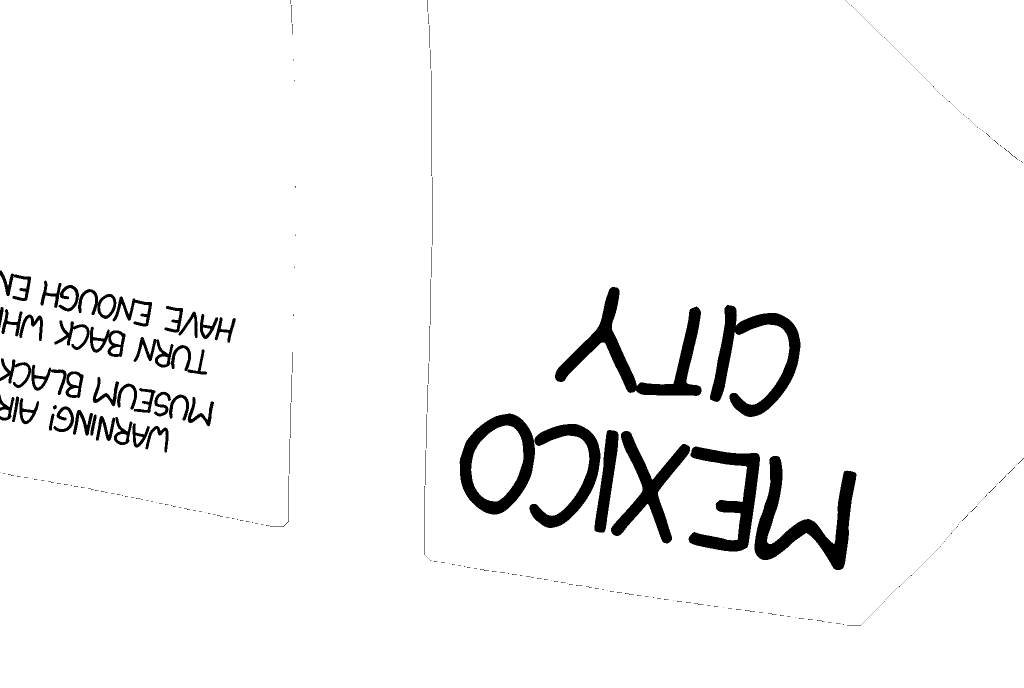 WARNING!
MUSEUM
TURN BACK
HAVE ENOUGH
MEXICO
CITY